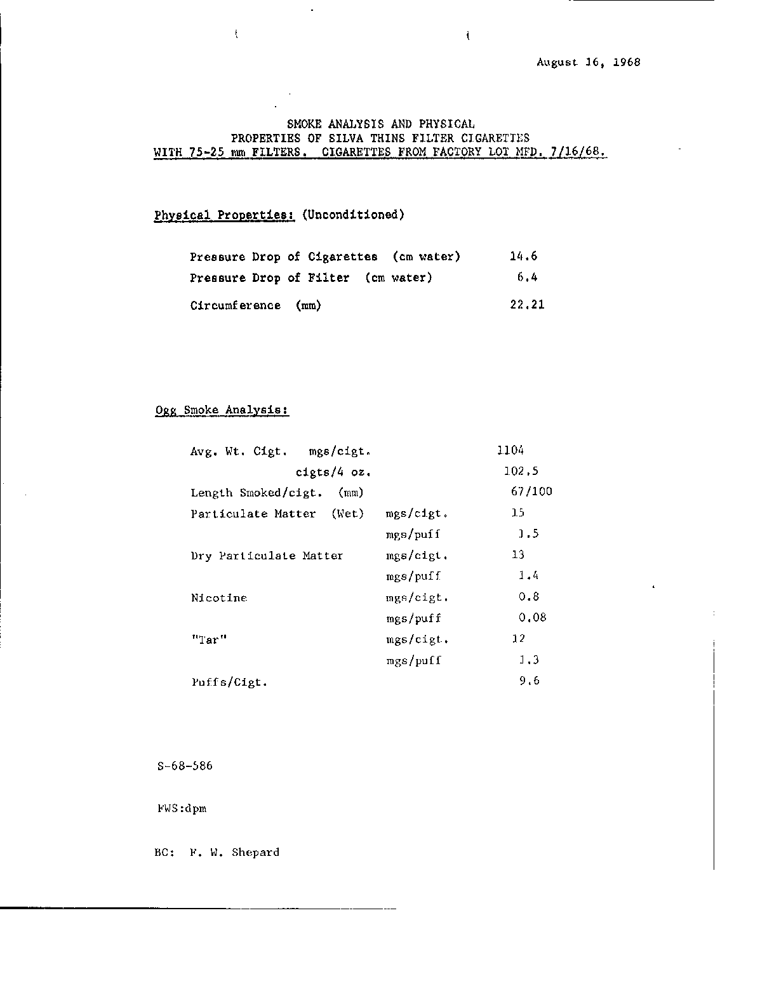 August 16, 1968
SMOKE ANALYSIS AND PHYSICAL
PROPERTIES OF SILVA THINS FILTER CIGARETTES
WITH 75-25 mm FILTERS. CIGARETTES FROM FACTORY LOT MFD. 7/16/68.
Physical Properties: (Unconditioned)
Pressure Drop of Cigarettes (cm water) 14.6
Pressure Drop of Filter (cm water) 6.4
Circumference (mm) 22.21
Ogg Smoke Analysis:
Avg. Wt. Cigt. mgs/cigt. 1104
cigts/4 oz. 102.5
Length Smoked/cigt. (mm) 67/100
Particulate Matter (Wet) mgs/cigt. 15
mgs/puff 1.5
Dry Particulate Matter mgs/cigt. 13
mgs/puff 1.4
Nicotine mgs/cigt. 0.8
mgs/puff 0.08
"Tar" mgs/cigt. 12
mgs/puff 1.3
Puffs/Cigt. 9.6
S-68-586
FWS:dpm
BC: F. W. Shepard